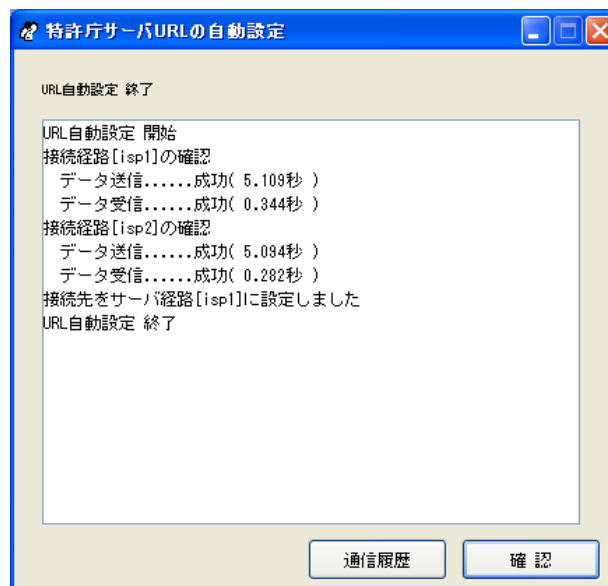 特許庁サーバURLの自動設定
URL自動設定 終了
URL自動設定 開始
接続経路[isp1]の確認
データ送信......成功( 5.109秒 )
データ受信......成功( 0.344秒 )
接続経路[isp2]の確認
データ送信......成功( 5.094秒 )
データ受信......成功( 0.282秒 )
接続先をサーバ経路[isp1]に設定しました
URL自動設定 終了
通信履歴
確 認